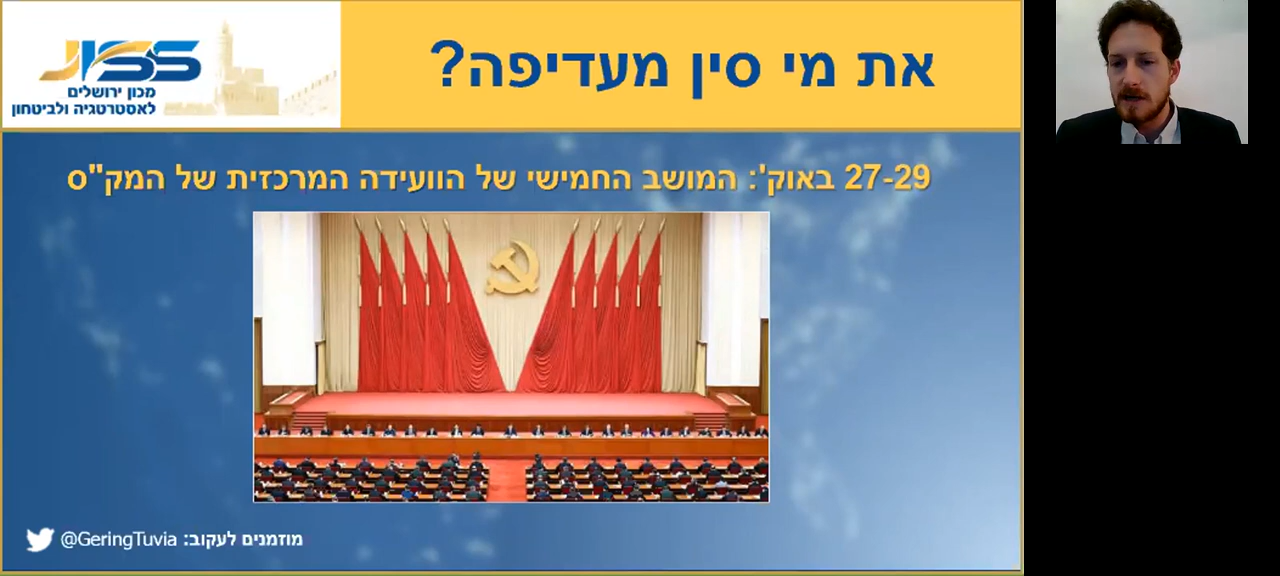 JISS
מכון ירושלים
לאסטרטגיה ולביטחון
את מי סין מעדיפה?
27-29 באוק': המושב החמישי של הוועידה המרכזית של המק"ס
מוזמנים לעקוב: @GeringTuvia